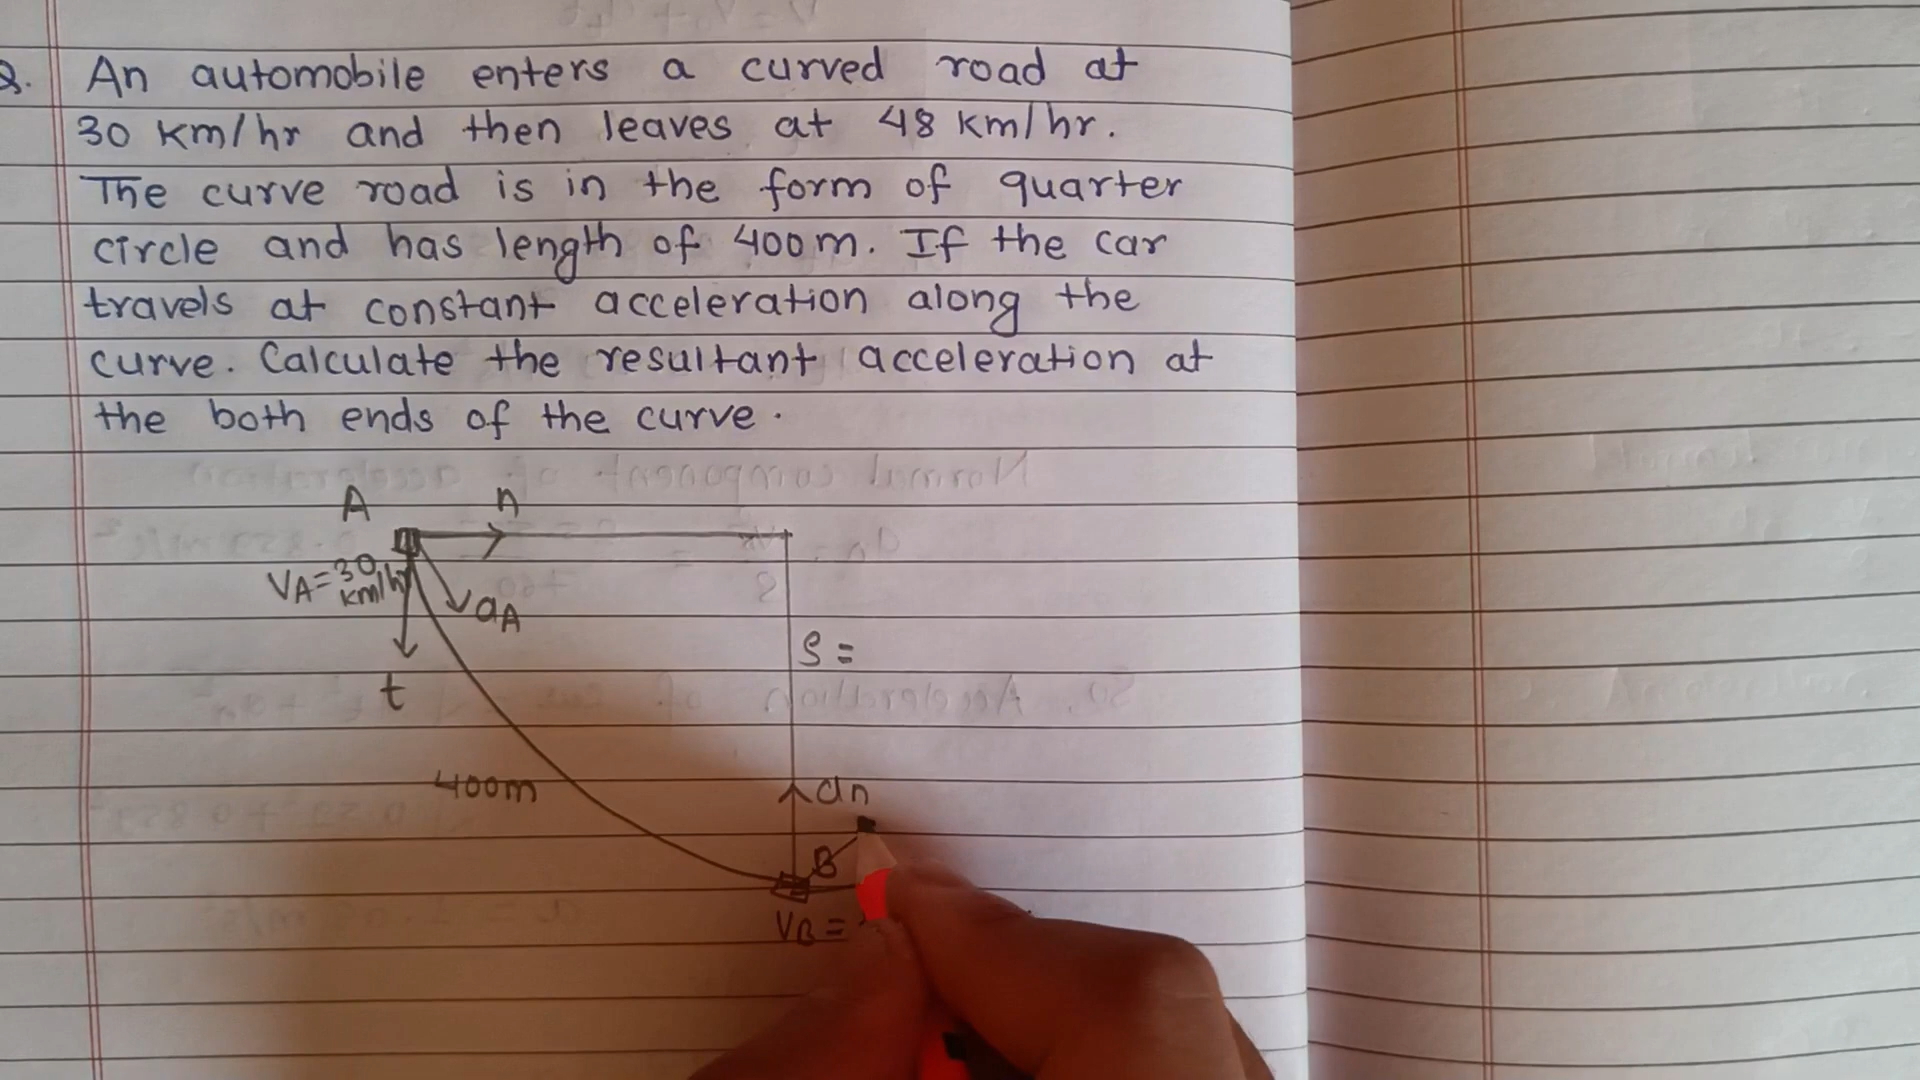 Q. An automobile enters a curved road at
30 km/hr and then leaves at 48 km/hr.
The curve road is in the form of quarter
circle and has length of 400m. If the car
travels at constant acceleration along the
curve. Calculate the resultant acceleration at
the both ends of the curve.
A n
VA=30
km/hr
aA
t
S =
400m
an
B
VB =